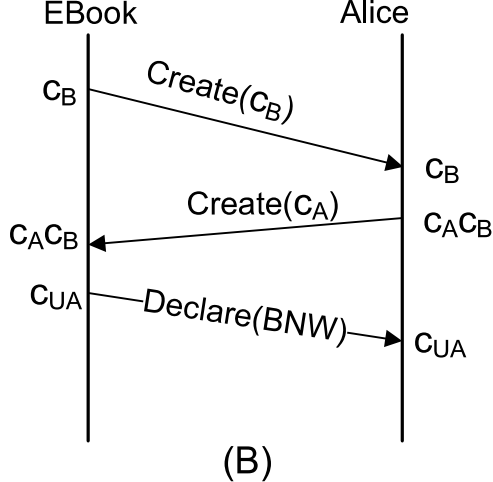 EBook Alice
cB Create(cB)
cB
Create(cA)
cAcB cAcB
cUA Declare(BNW) cUA
(B)